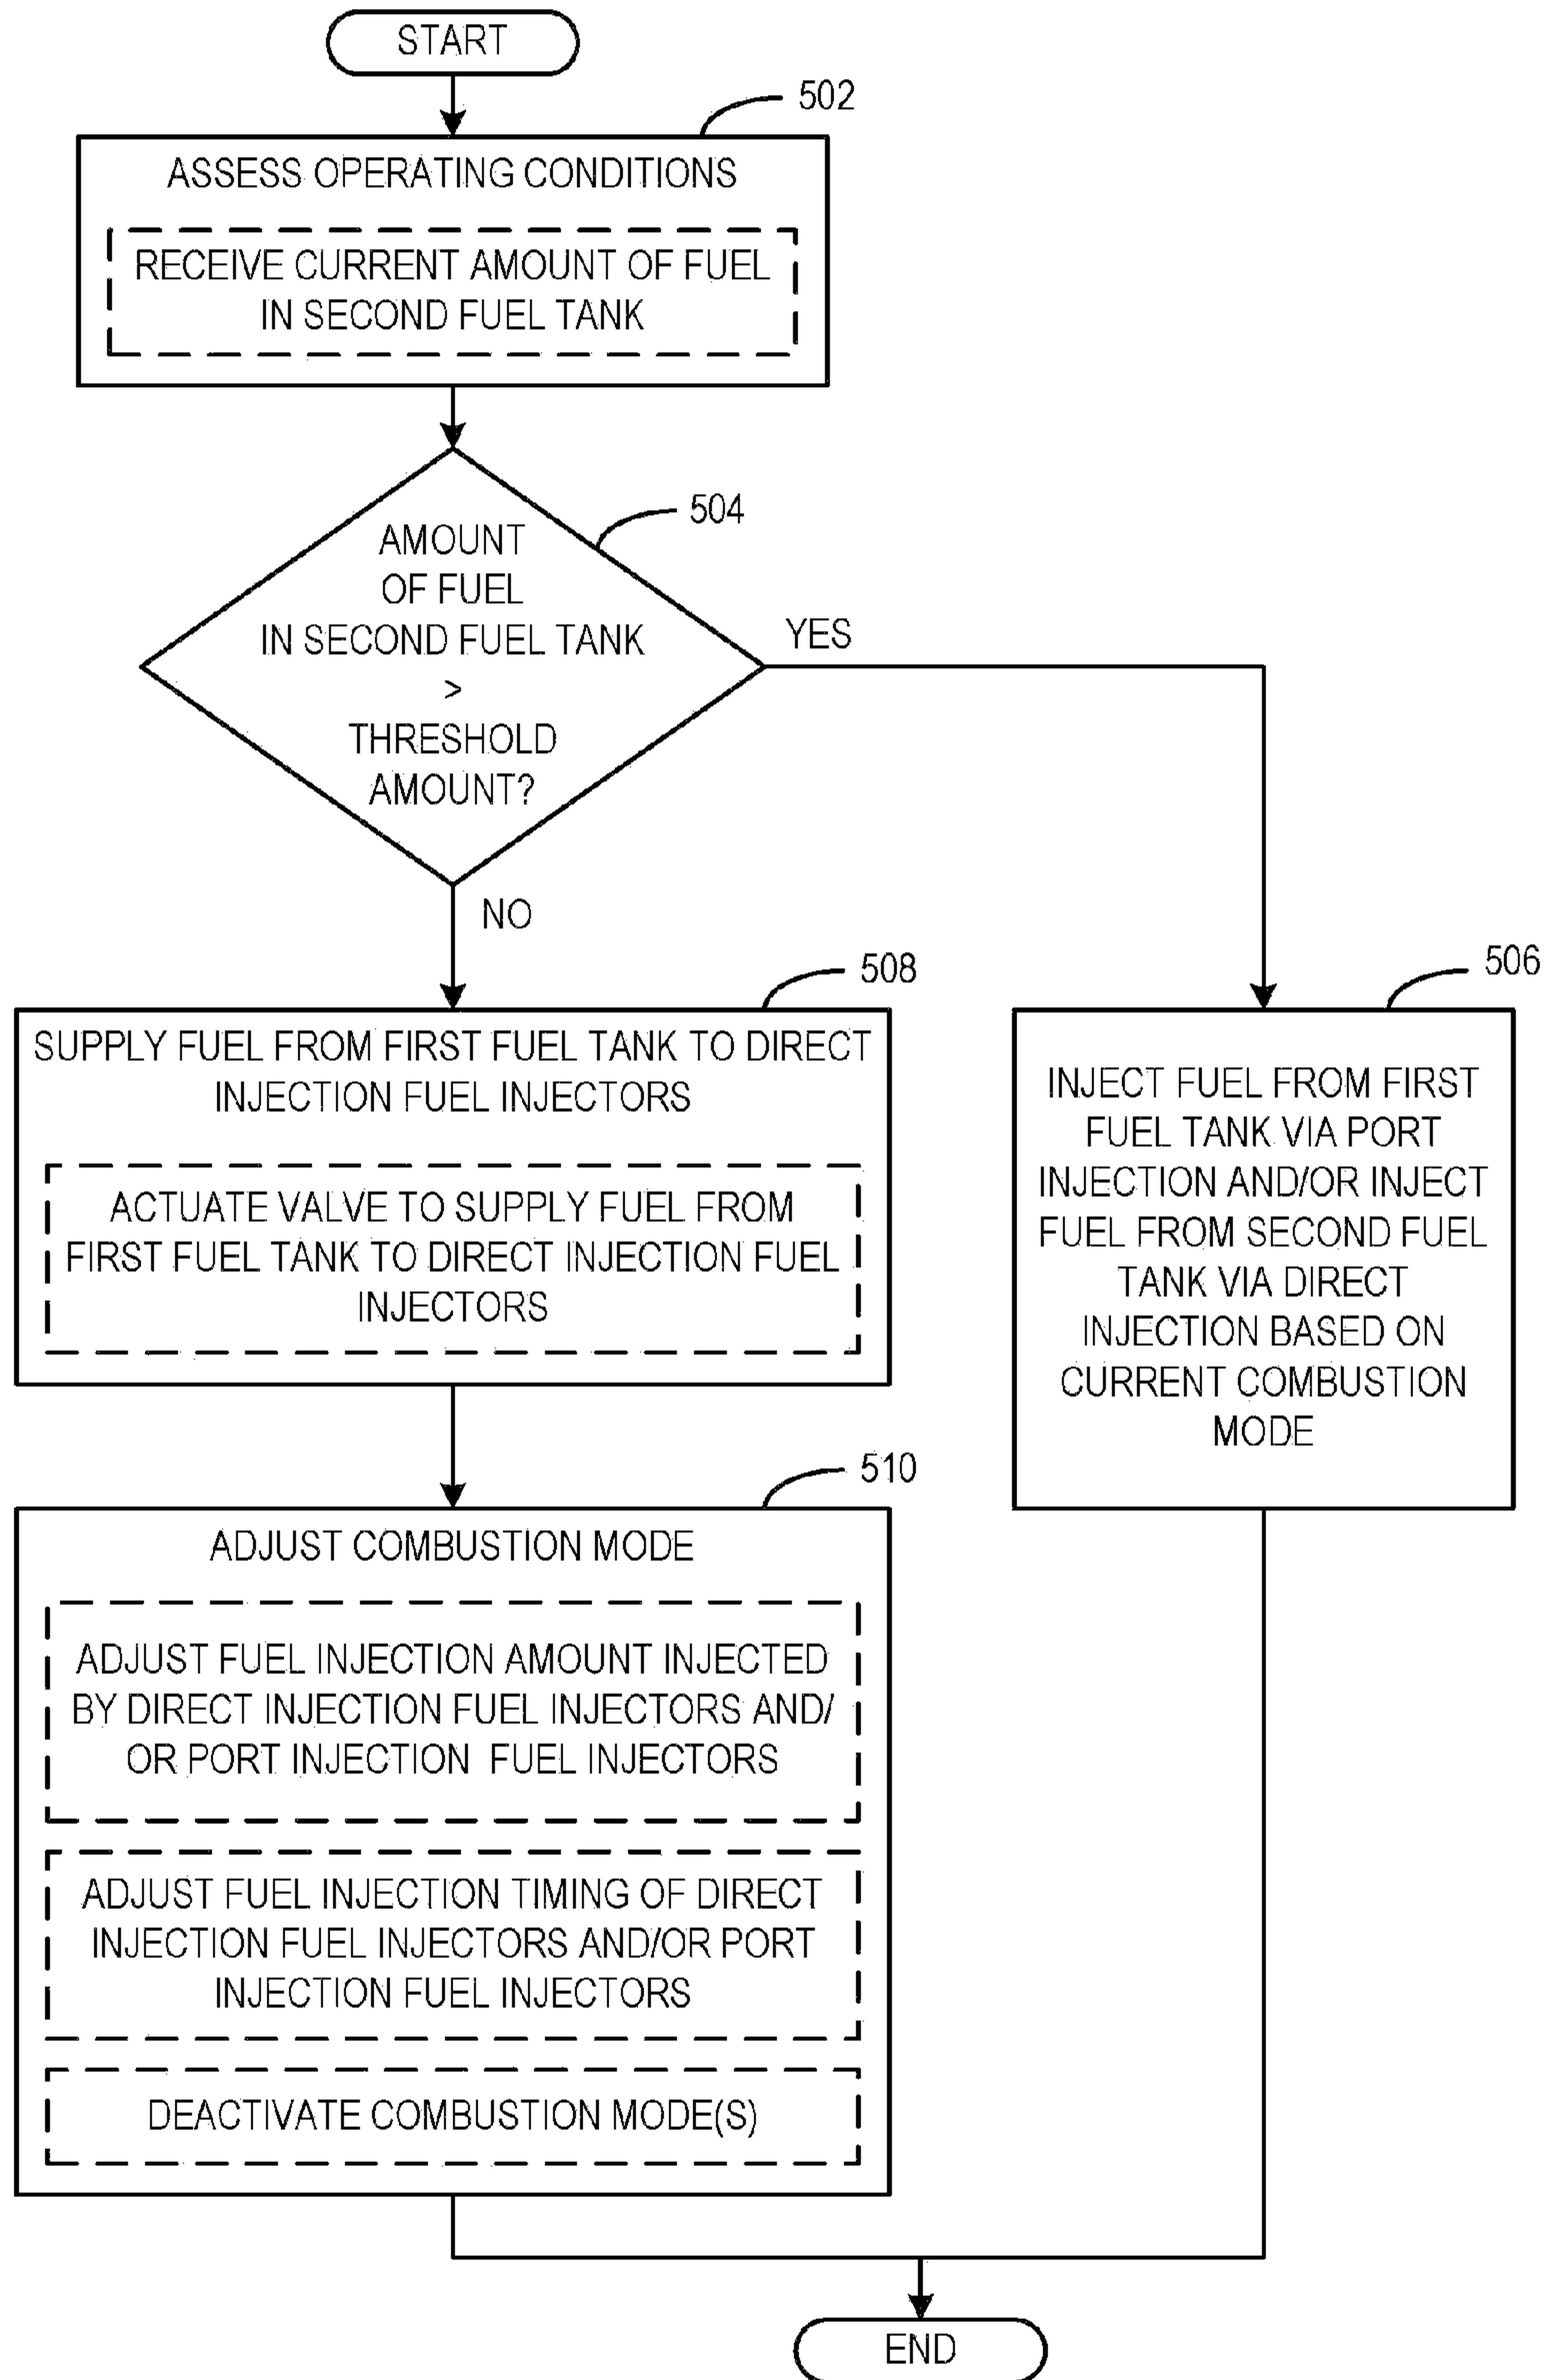 START
502
ASSESS OPERATING CONDITIONS
RECEIVE CURRENT AMOUNT OF FUEL
IN SECOND FUEL TANK
504
AMOUNT
OF FUEL
IN SECOND FUEL TANK
>
THRESHOLD
AMOUNT?
YES
NO
508
SUPPLY FUEL FROM FIRST FUEL TANK TO DIRECT
INJECTION FUEL INJECTORS
ACTUATE VALVE TO SUPPLY FUEL FROM
FIRST FUEL TANK TO DIRECT INJECTION FUEL
INJECTORS
506
INJECT FUEL FROM FIRST
FUEL TANK VIA PORT
INJECTION AND/OR INJECT
FUEL FROM SECOND FUEL
TANK VIA DIRECT
INJECTION BASED ON
CURRENT COMBUSTION
MODE
510
ADJUST COMBUSTION MODE
ADJUST FUEL INJECTION AMOUNT INJECTED
BY DIRECT INJECTION FUEL INJECTORS AND/
OR PORT INJECTION FUEL INJECTORS
ADJUST FUEL INJECTION TIMING OF DIRECT
INJECTION FUEL INJECTORS AND/OR PORT
INJECTION FUEL INJECTORS
DEACTIVATE COMBUSTION MODE(S)
END